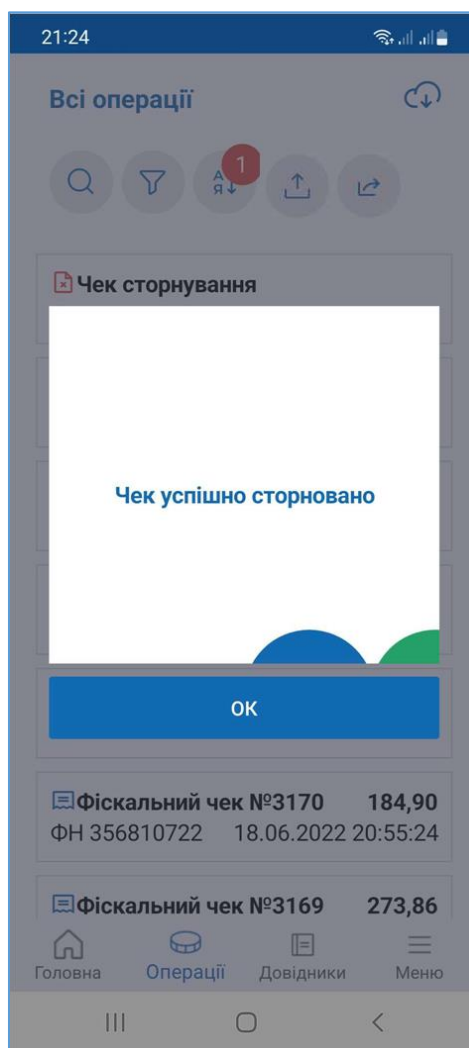 21:24
Всі операції
А
Я
1
Чек сторнування
Чек успішно сторновано
ОК
Фіскальний чек №3170 184,90
ФН 356810722 18.06.2022 20:55:24
Фіскальний чек №3169 273,86
Головна Операції Довідники Меню